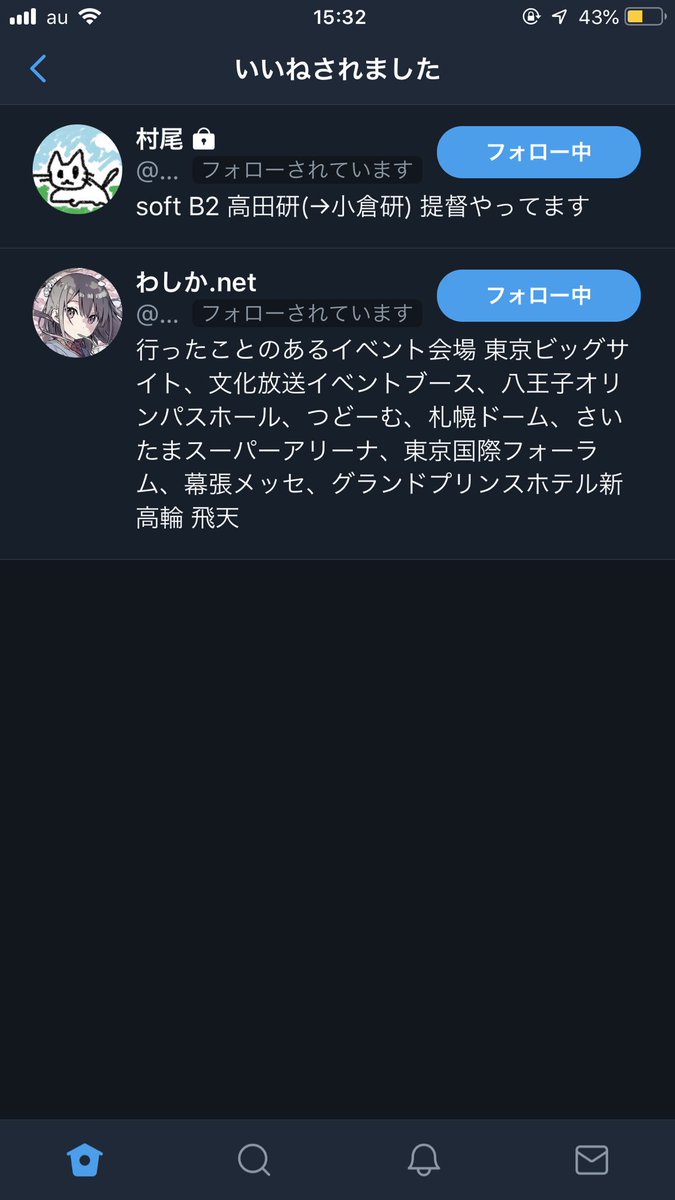 au 15:32 43%
いいねされました
村尾
フォロー中
@... フォローされています
soft B2 高田研(→小倉研) 提督やってます
わしか.net
フォロー中
@... フォローされています
行ったことのあるイベント会場 東京ビッグサ
イト、文化放送イベントブース、八王子オリ
ンパスホール、つどーむ、札幌ドーム、さい
たまスーパーアリーナ、東京国際フォーラ
ム、幕張メッセ、グランドプリンスホテル新
高輪 飛天